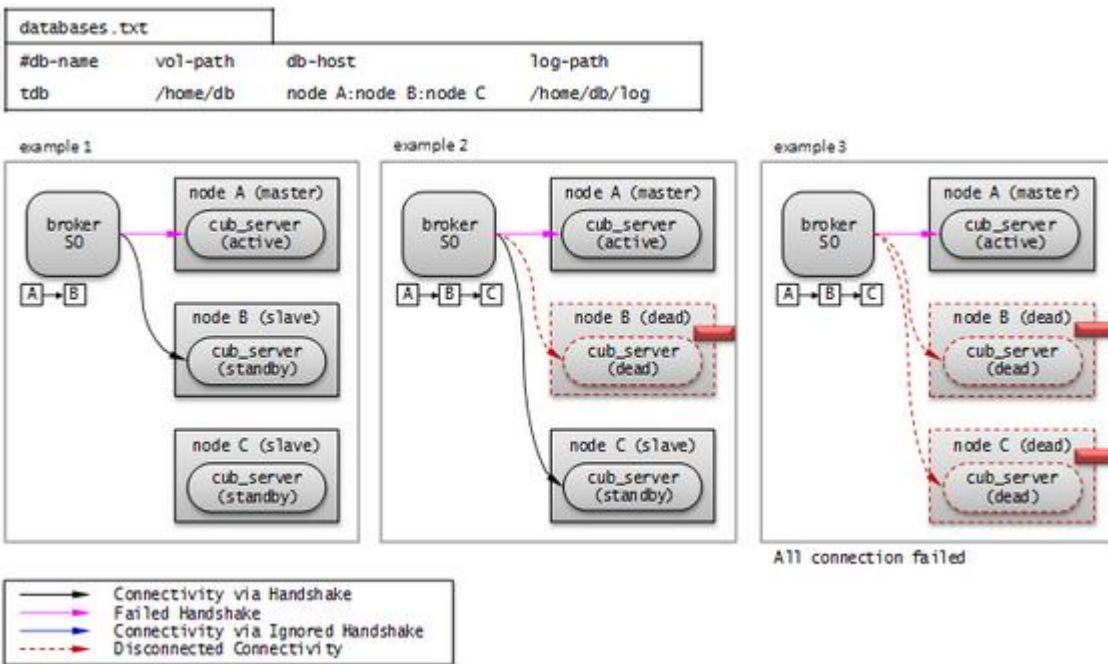 databases.txt
#db-name vol-path db-host log-path
tdb /home/db node A:node B:node C /home/db/log
example 1
node A (master)
broker
SO
cub_server
(active)
A B
node B (slave)
cub_server
(standby)
node C (slave)
cub_server
(standby)
example 2
node A (master)
broker
SO
cub_server
(active)
A B C
node B (dead)
cub_server
(dead)
node C (slave)
cub_server
(standby)
example 3
node A (master)
broker
SO
cub_server
(active)
A B C
node B (dead)
cub_server
(dead)
node C (dead)
cub_server
(dead)
All connection failed
Connectivity via Handshake
Failed Handshake
Connectivity via Ignored Handshake
Disconnected Connectivity